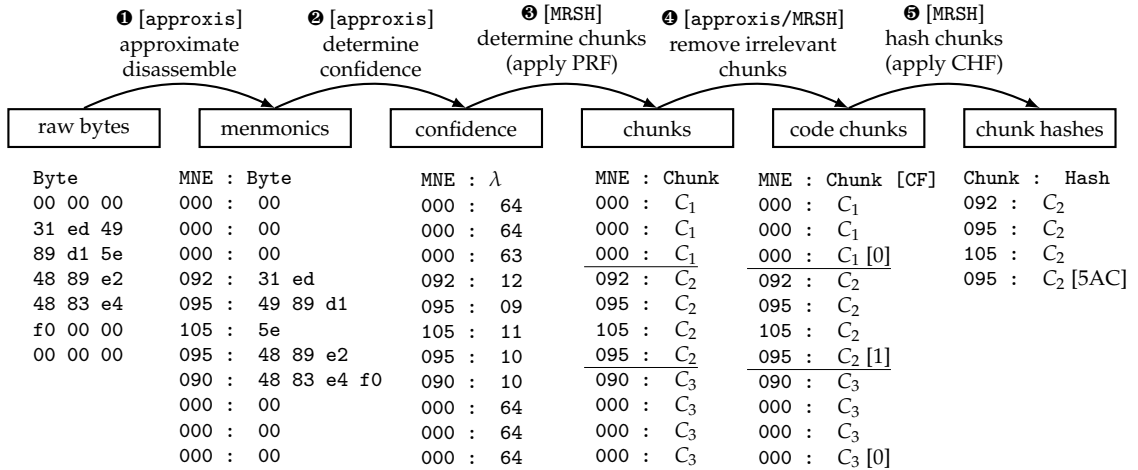 ❶ [approxis]
approximate
disassemble
❷ [approxis]
determine
confidence
❸ [MRSH]
determine chunks
(apply PRF)
❹ [approxis/MRSH]
remove irrelevant
chunks
❺ [MRSH]
hash chunks
(apply CHF)
raw bytes
menmonics
confidence
chunks
code chunks
chunk hashes
Byte
00 00 00
31 ed 49
89 d1 5e
48 89 e2
48 83 e4
f0 00 00
00 00 00
MNE : Byte
000 : 00
000 : 00
000 : 00
092 : 31 ed
095 : 49 89 d1
105 : 5e
095 : 48 89 e2
090 : 48 83 e4 f0
000 : 00
000 : 00
000 : 00
MNE : λ
000 : 64
000 : 64
000 : 63
092 : 12
095 : 09
105 : 11
095 : 10
090 : 10
000 : 64
000 : 64
000 : 64
MNE : Chunk
000 : C1
000 : C1
000 : C1
092 : C2
095 : C2
105 : C2
095 : C2
090 : C3
000 : C3
000 : C3
000 : C3
MNE : Chunk [CF]
000 : C1
000 : C1
000 : C1 [0]
092 : C2
095 : C2
105 : C2
095 : C2 [1]
090 : C3
000 : C3
000 : C3
000 : C3 [0]
Chunk : Hash
092 : C2
095 : C2
105 : C2
095 : C2 [5AC]